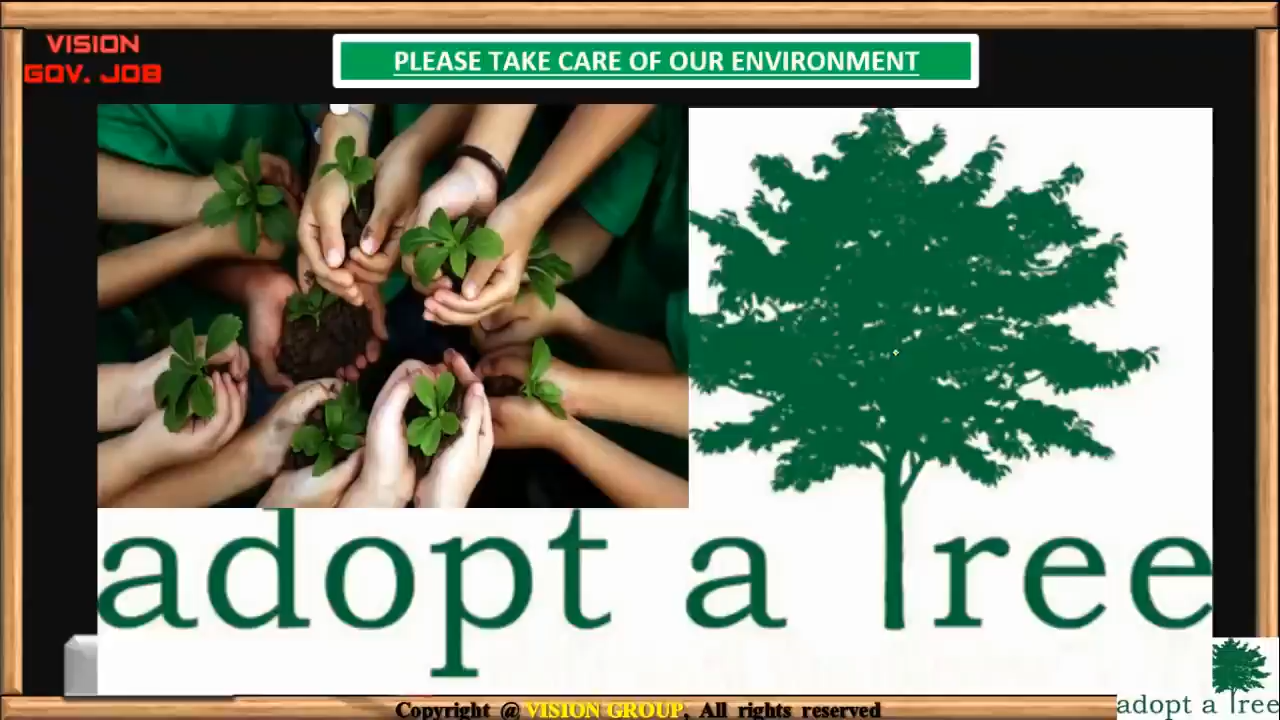 VISION
GOV. JOB
PLEASE TAKE CARE OF OUR ENVIRONMENT
adopt a Tree
Copyright @ VISION GROUP, All rights reserved
adopt a Tree